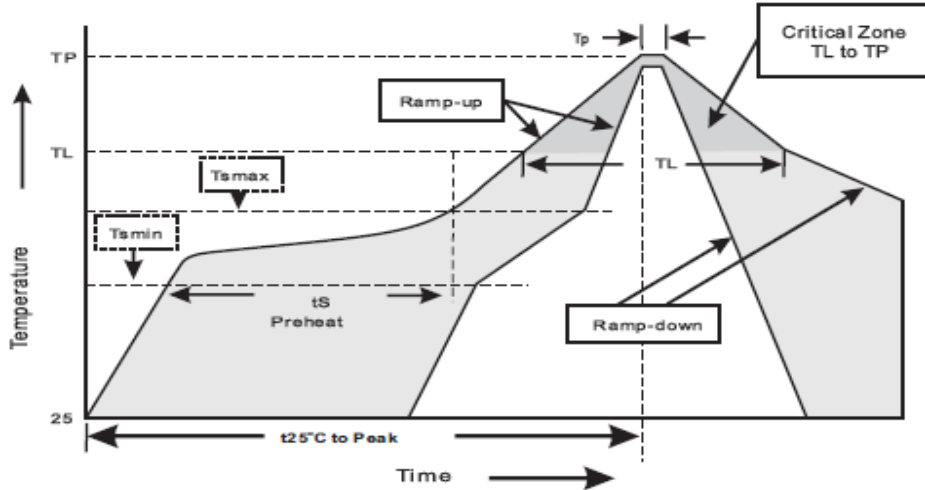 Tp
Critical Zone
TL to TP
TP
Ramp-up
TL
TL
Tsmax
Tsmin
Temperature
tS
Preheat
Ramp-down
25
t25˜C to Peak
Time